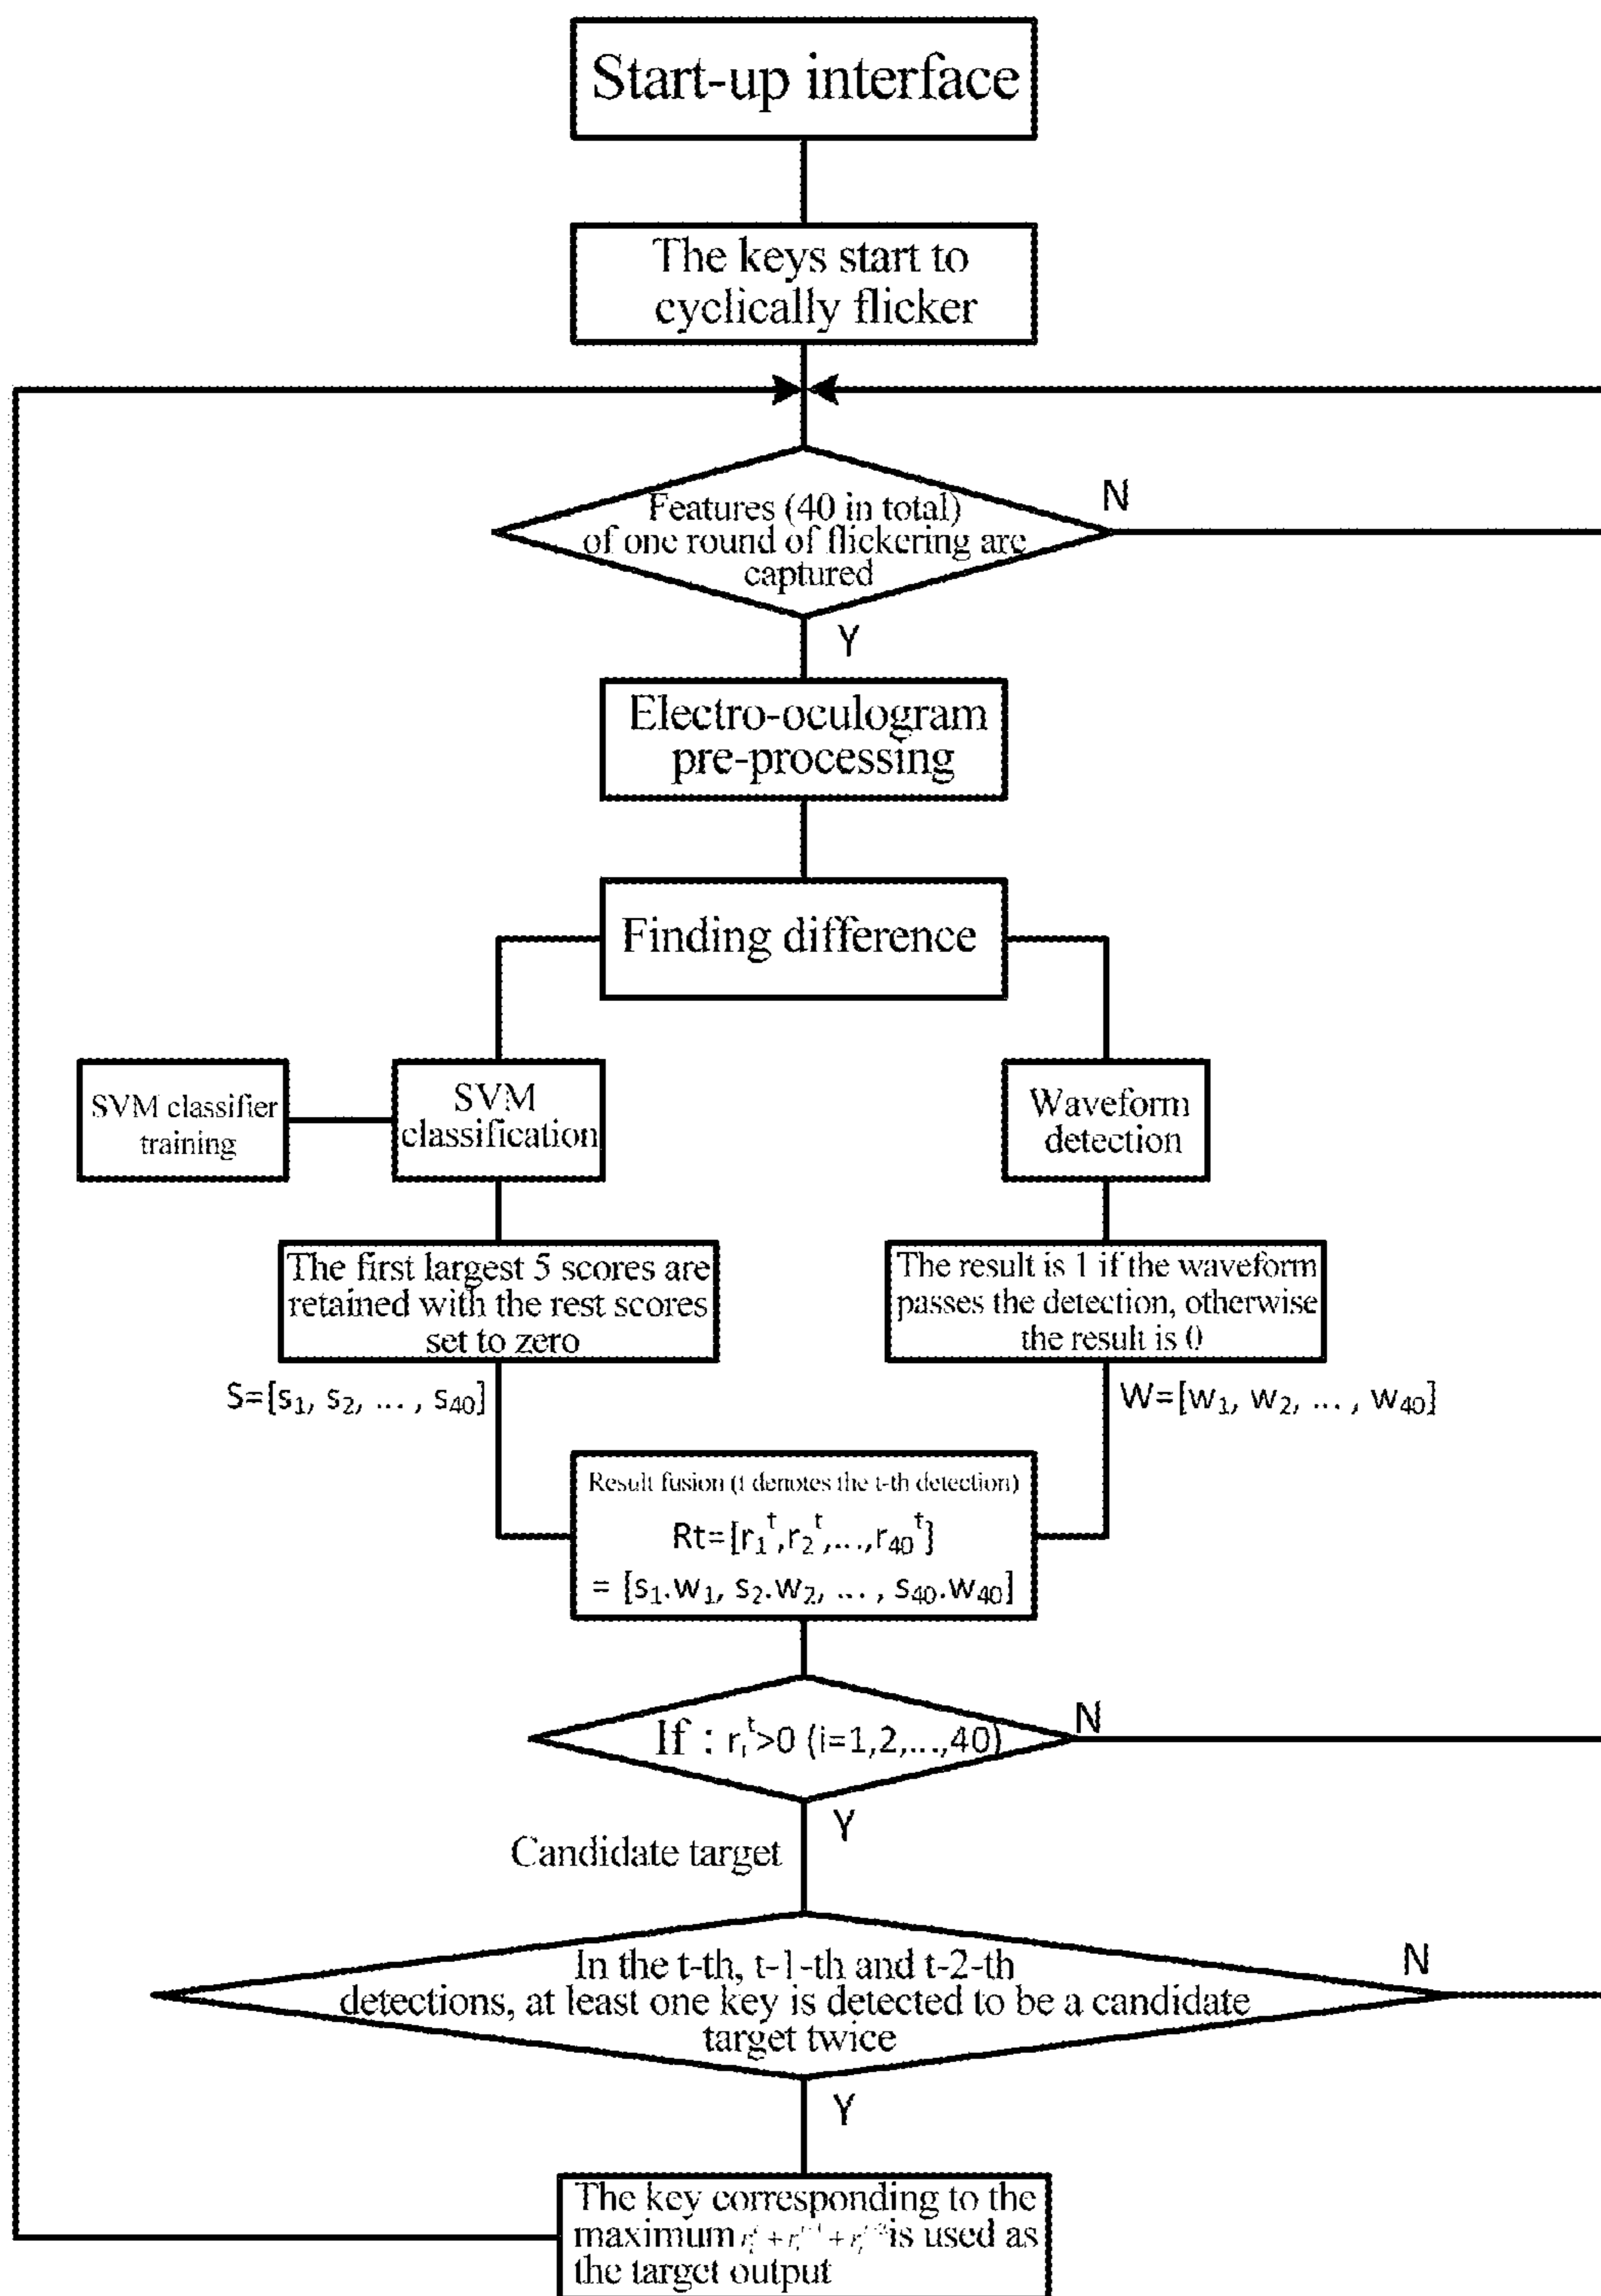 Start-up interface
The keys start to
cyclically flicker
Features (40 in total)
of one round of flickering are
captured
N
Y
Electro-oculogram
pre-processing
Finding difference
SVM classifier
training
SVM
classification
Waveform
detection
The first largest 5 scores are
retained with the rest scores
set to zero
The result is 1 if the waveform
passes the detection, otherwise
the result is 0
S=[s₁, s₂, ... , s₄₀]
W=[w₁, w₂, ... , w₄₀]
Result fusion (t denotes the t-th detection)
Rt=[r₁ᵗ,r₂ᵗ,...,r₄₀ᵗ]
= [s₁.w₁, s₂.w₂, ... , s₄₀.w₄₀]
If : rᵢᵗ>0 (i=1,2,...,40)
N
Y
Candidate target
In the t-th, t-1-th and t-2-th
detections, at least one key is detected to be a candidate
target twice
N
Y
The key corresponding to the
maximum rᵢᵗ + rᵢᵗ⁻¹ + rᵢᵗ⁻² is used as
the target output